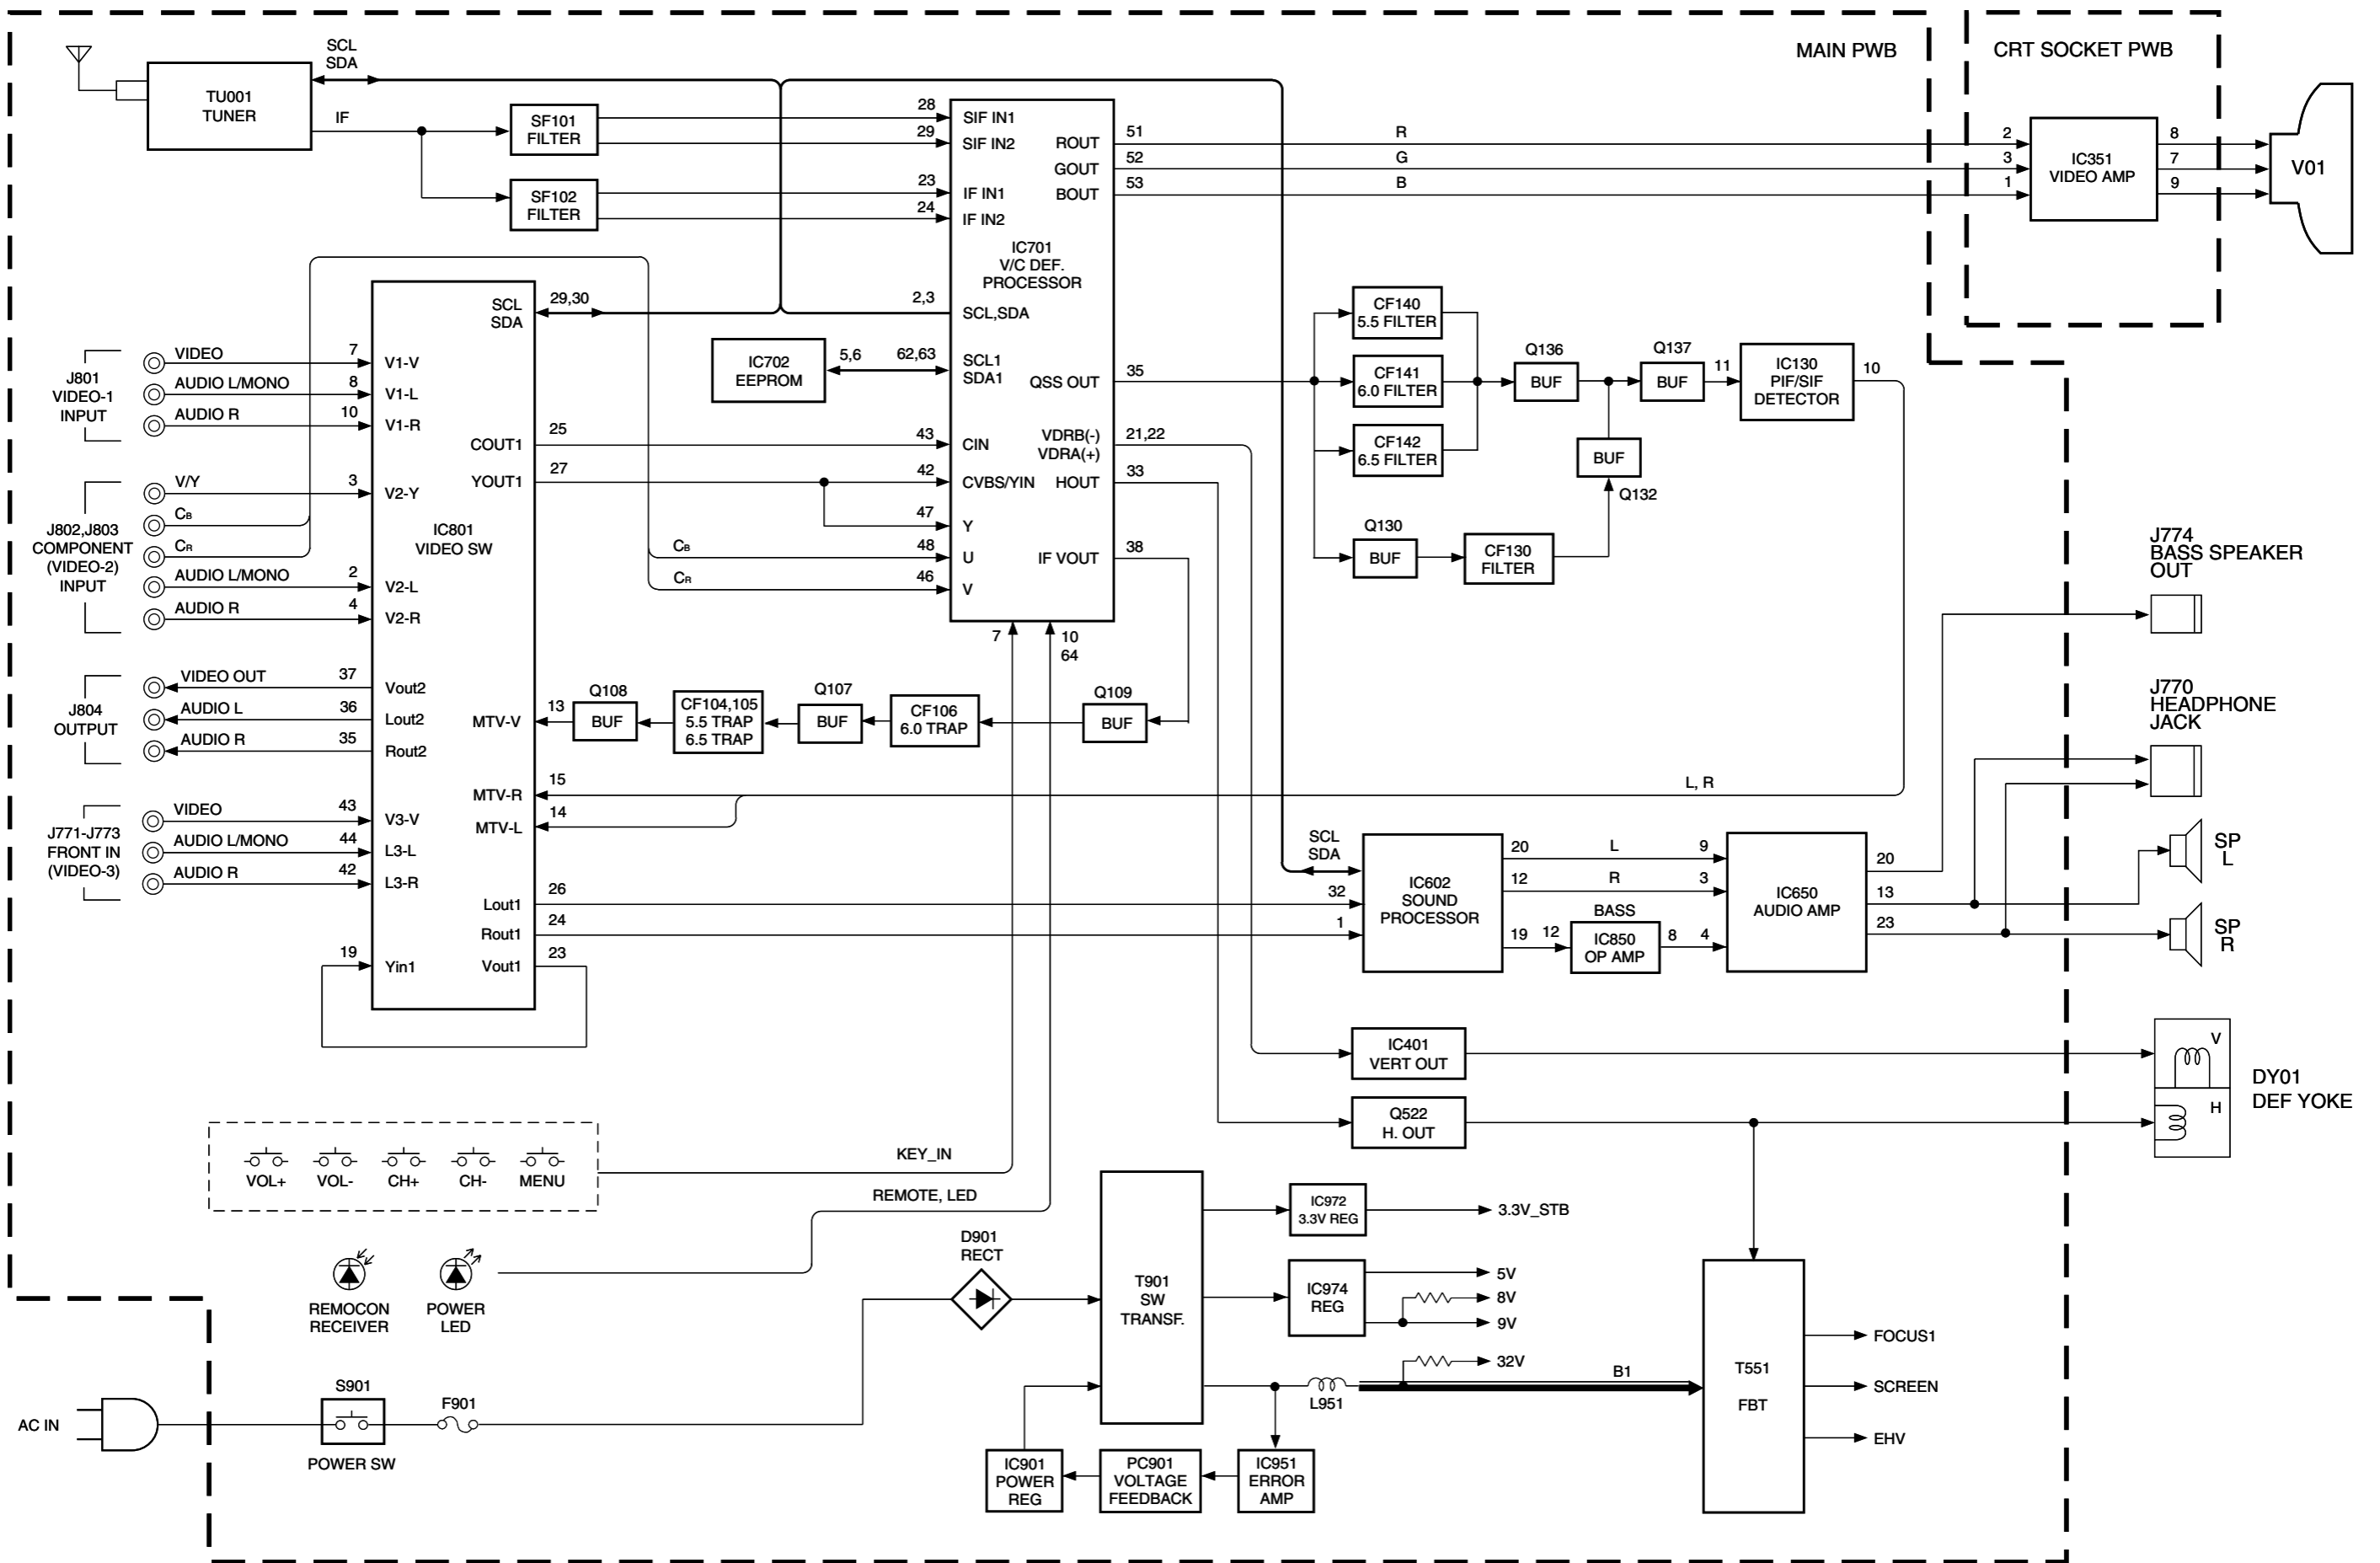 MAIN PWB
CRT SOCKET PWB
SCL
SDA
TU001
TUNER
IF
SF101
FILTER
SF102
FILTER
28
29
23
24
SIF IN1
SIF IN2
IF IN1
IF IN2
IC701
V/C DEF.
PROCESSOR
2,3
SCL,SDA
ROUT
GOUT
BOUT
51
52
53
R
G
B
2
3
1
IC351
VIDEO AMP
8
7
9
V01
J801
VIDEO-1
INPUT
VIDEO
AUDIO L/MONO
AUDIO R
7
8
10
V1-V
V1-L
V1-R
SCL
SDA
29,30
IC702
EEPROM
5,6
62,63
SCL1
SDA1
COUT1
25
43
CIN
YOUT1
27
42
CVBS/YIN
47
Y
CB
48
U
CR
46
V
J802,J803
COMPONENT
(VIDEO-2)
INPUT
V/Y
CB
CR
AUDIO L/MONO
AUDIO R
3
2
4
V2-Y
V2-L
V2-R
IC801
VIDEO SW
QSS OUT
35
VDRB(-)
VDRA(+)
21,22
HOUT
33
IF VOUT
38
CF140
5.5 FILTER
CF141
6.0 FILTER
CF142
6.5 FILTER
Q136
BUF
Q137
BUF
11
IC130
PIF/SIF
DETECTOR
10
BUF
Q132
Q130
BUF
CF130
FILTER
7
10
64
J774
BASS SPEAKER
OUT
J770
HEADPHONE
JACK
J804
OUTPUT
VIDEO OUT
AUDIO L
AUDIO R
37
36
35
Vout2
Lout2
Rout2
MTV-V
13
Q108
BUF
CF104,105
5.5 TRAP
6.5 TRAP
Q107
BUF
CF106
6.0 TRAP
Q109
BUF
MTV-R
15
MTV-L
14
L, R
J771-J773
FRONT IN
(VIDEO-3)
VIDEO
AUDIO L/MONO
AUDIO R
43
44
42
V3-V
L3-L
L3-R
Lout1
26
Rout1
24
Vout1
23
19
Yin1
SCL
SDA
32
1
IC602
SOUND
PROCESSOR
20
L
9
12
R
3
BASS
19
12
IC850
OP AMP
8
4
IC650
AUDIO AMP
20
13
23
SP
L
SP
R
IC401
VERT OUT
Q522
H. OUT
V
H
DY01
DEF YOKE
VOL+
VOL-
CH+
CH-
MENU
KEY_IN
REMOTE, LED
REMOCON
RECEIVER
POWER
LED
D901
RECT
T901
SW
TRANSF.
IC972
3.3V REG
3.3V_STB
IC974
REG
5V
8V
9V
32V
L951
B1
T551
FBT
FOCUS1
SCREEN
EHV
AC IN
S901
POWER SW
F901
IC901
POWER
REG
PC901
VOLTAGE
FEEDBACK
IC951
ERROR
AMP